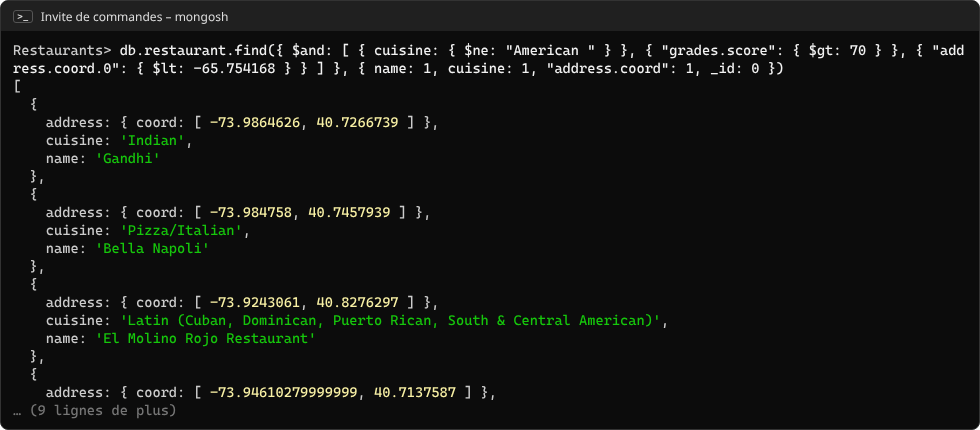 >_ Invite de commandes – mongosh
Restaurants> db.restaurant.find({ $and: [ { cuisine: { $ne: "American " } }, { "grades.score": { $gt: 70 } }, { "add
ress.coord.0": { $lt: -65.754168 } } ] }, { name: 1, cuisine: 1, "address.coord": 1, _id: 0 })
[
  {
    address: { coord: [ -73.9864626, 40.7266739 ] },
    cuisine: 'Indian',
    name: 'Gandhi'
  },
  {
    address: { coord: [ -73.984758, 40.7457939 ] },
    cuisine: 'Pizza/Italian',
    name: 'Bella Napoli'
  },
  {
    address: { coord: [ -73.9243061, 40.8276297 ] },
    cuisine: 'Latin (Cuban, Dominican, Puerto Rican, South & Central American)',
    name: 'El Molino Rojo Restaurant'
  },
  {
    address: { coord: [ -73.94610279999999, 40.7137587 ] },
… (9 lignes de plus)